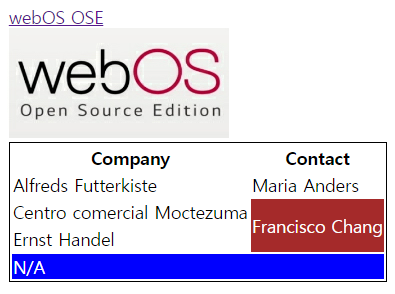 webOS OSE
webOS
Open Source Edition
Company Contact
Alfreds Futterkiste Maria Anders
Centro comercial Moctezuma Francisco Chang
Ernst Handel
N/A